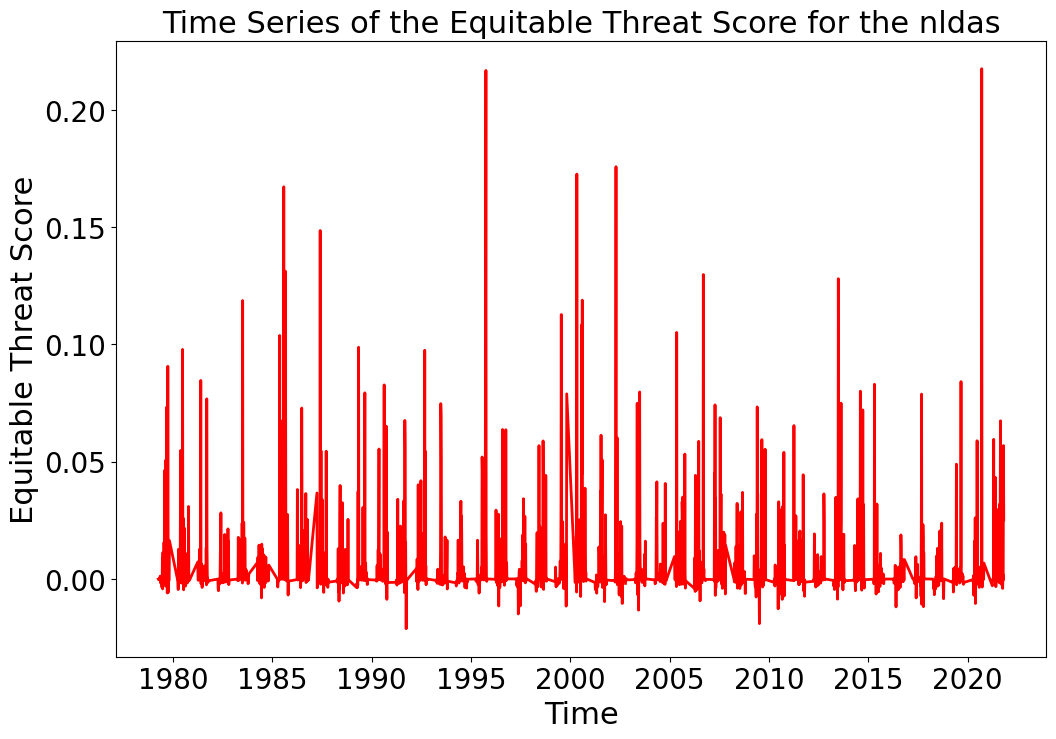 Time Series of the Equitable Threat Score for the nldas
Equitable Threat Score
0.20
0.15
0.10
0.05
0.00
1980 1985 1990 1995 2000 2005 2010 2015 2020
Time